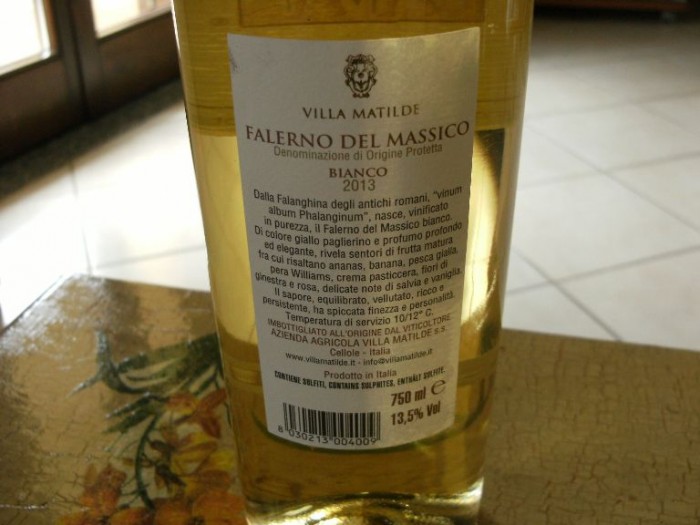 VILLA MATILDE
FALERNO DEL MASSICO
Denominazione di Origine Protetta
BIANCO
2013
Dalla Falanghina degli antichi romani, "vinum
album Phalanginum", nasce, vinificato
in purezza, il Falerno del Massico bianco.
Di colore giallo paglierino e profumo profondo
ed elegante, rivela sentori di frutta matura
fra cui risaltano ananas, banana, pesca gialla,
pera Williams, crema pasticcera, fiori di
ginestra e rosa, delicate note di salvia e vaniglia.
Il sapore, equilibrato, vellutato, ricco e
persistente, ha spiccata finezza e personalità.
Temperatura di servizio 10/12° C.
IMBOTTIGLIATO ALL'ORIGINE DAL VITICOLTORE
AZIENDA AGRICOLA VILLA MATILDE s.s.
Cellole - Italia
www.villamatilde.it - info@villamatilde.it
Prodotto in Italia
CONTIENE SOLFITI, CONTAINS SULPHITES, ENTHÄLT SULFITE.
750 ml e
13,5% Vol
8 030213 004009